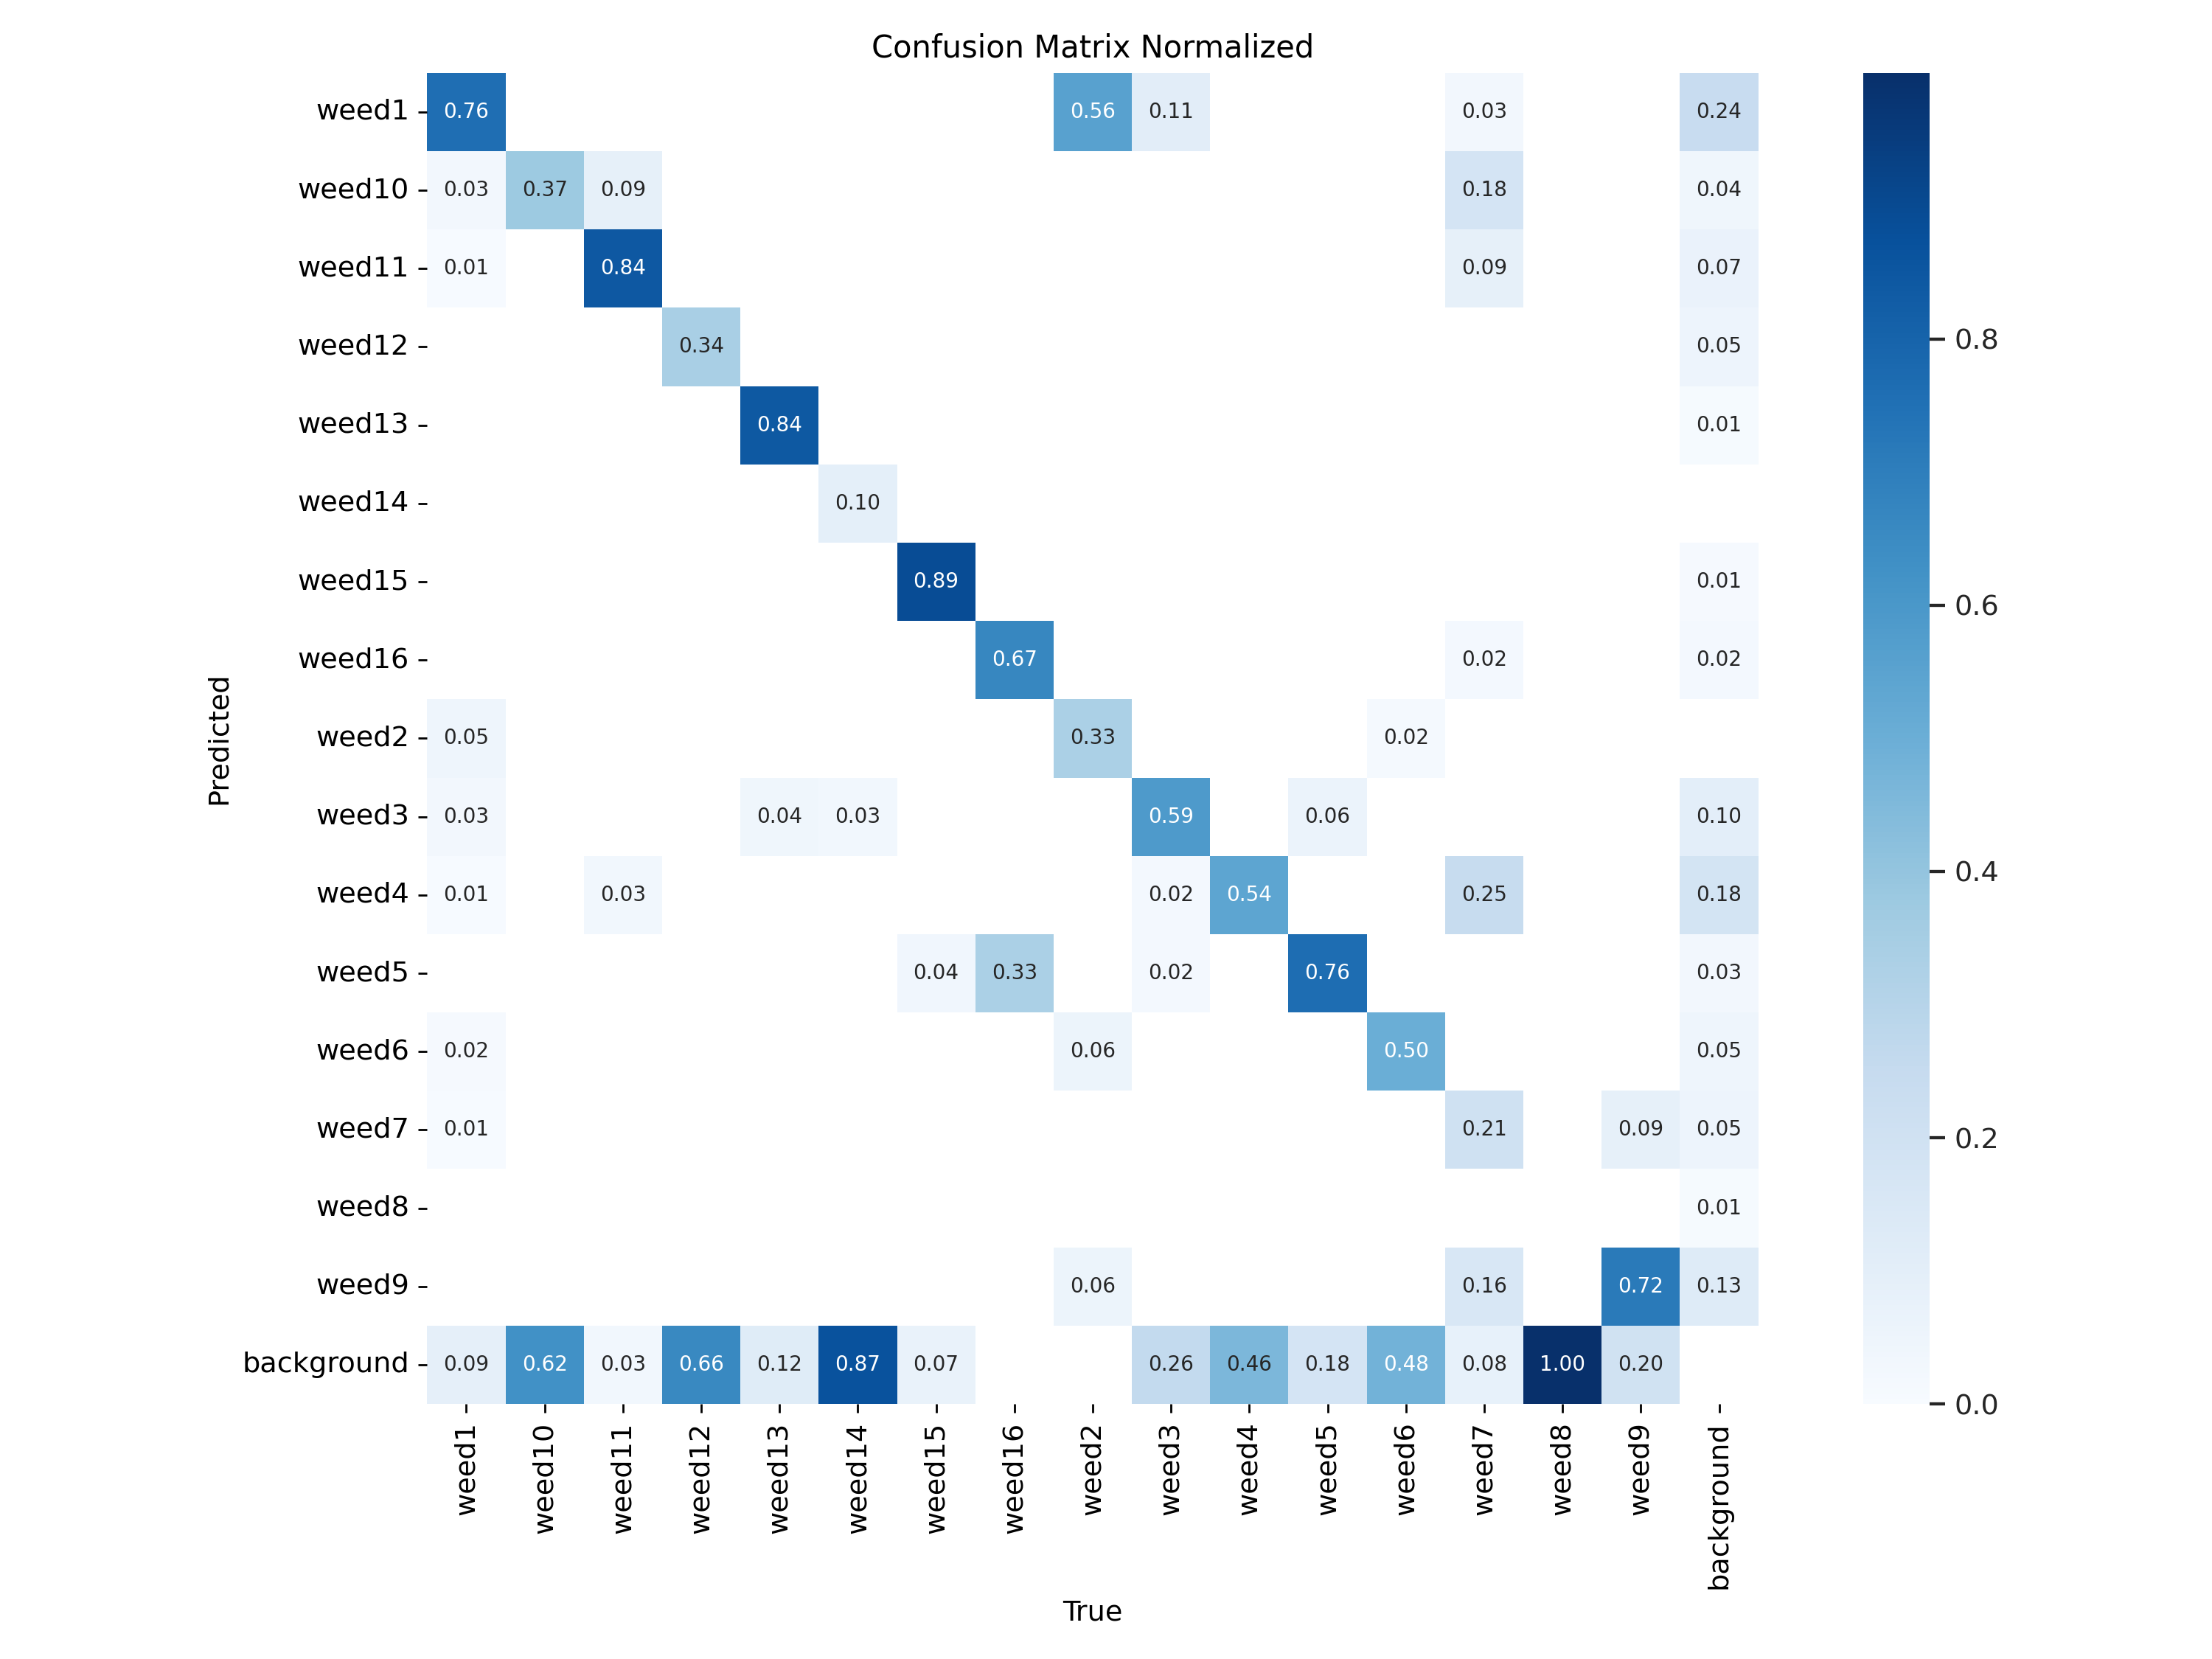 Confusion Matrix Normalized
weed1 0.76 0.56 0.11 0.03 0.24
weed10 0.03 0.37 0.09 0.18 0.04
weed11 0.01 0.84 0.09 0.07
weed12 0.34 0.05
0.8
weed13 0.84 0.01
weed14 0.10
weed15 0.89 0.01
0.6
weed16 0.67 0.02 0.02
Predicted
weed2 0.05 0.33 0.02
weed3 0.03 0.04 0.03 0.59 0.06 0.10
0.4
weed4 0.01 0.03 0.02 0.54 0.25 0.18
weed5 0.04 0.33 0.02 0.76 0.03
weed6 0.02 0.06 0.50 0.05
weed7 0.01 0.21 0.09 0.05
0.2
weed8 0.01
weed9 0.06 0.16 0.72 0.13
background 0.09 0.62 0.03 0.66 0.12 0.87 0.07 0.26 0.46 0.18 0.48 0.08 1.00 0.20
0.0
weed1 weed10 weed11 weed12 weed13 weed14 weed15 weed16 weed2 weed3 weed4 weed5 weed6 weed7 weed8 weed9 background
True